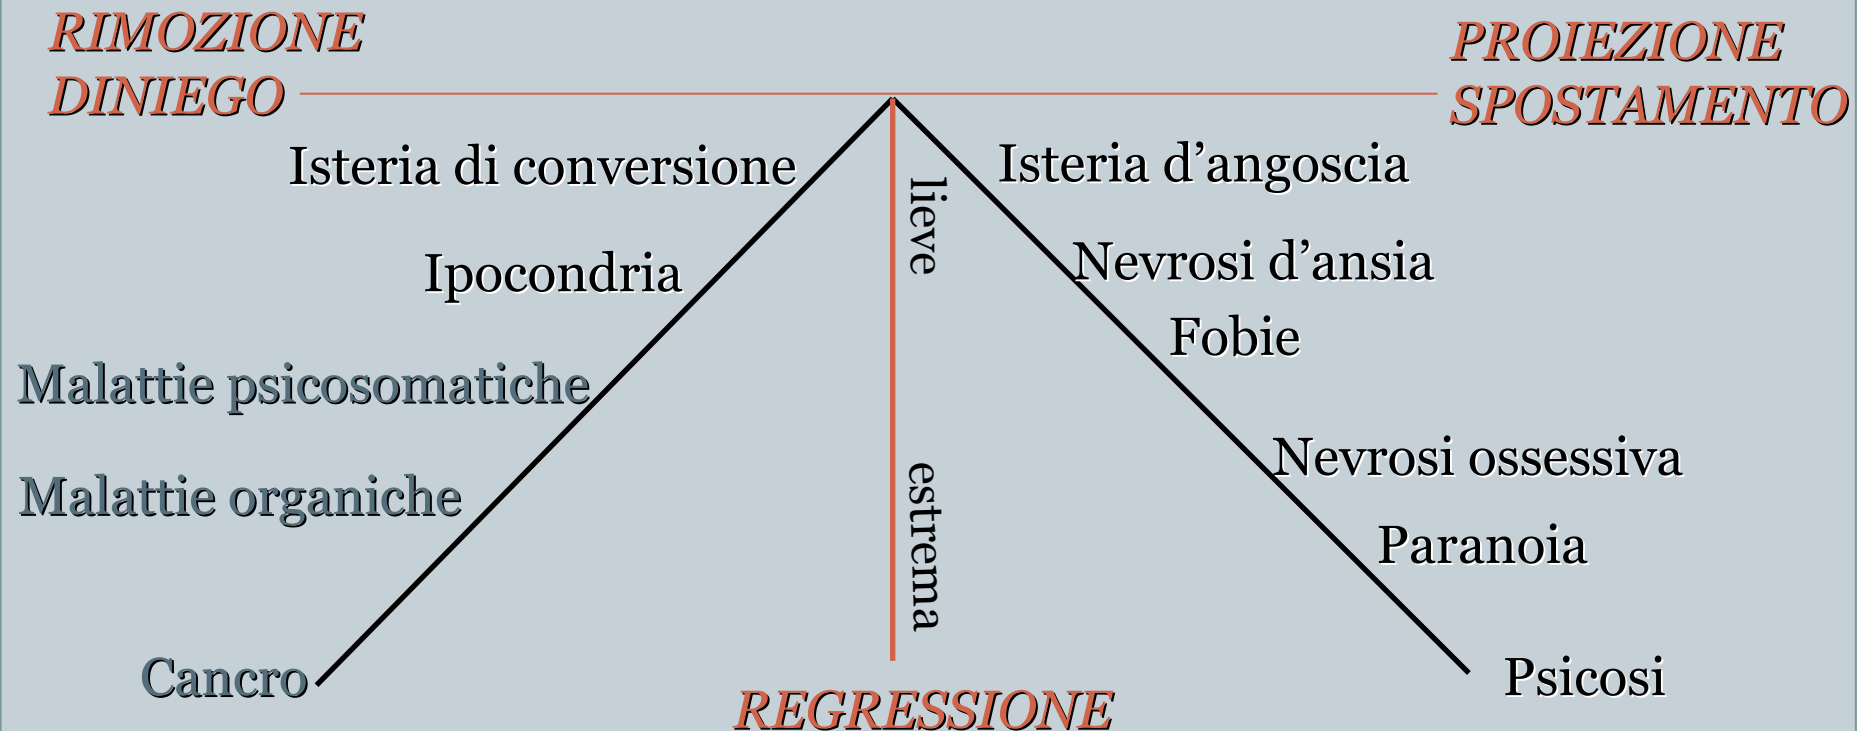 RIMOZIONE
DINIEGO
PROIEZIONE
SPOSTAMENTO
Isteria di conversione
Ipocondria
Malattie psicosomatiche
Malattie organiche
Cancro
lieve
estrema
Isteria d’angoscia
Nevrosi d’ansia
Fobie
Nevrosi ossessiva
Paranoia
Psicosi
REGRESSIONE